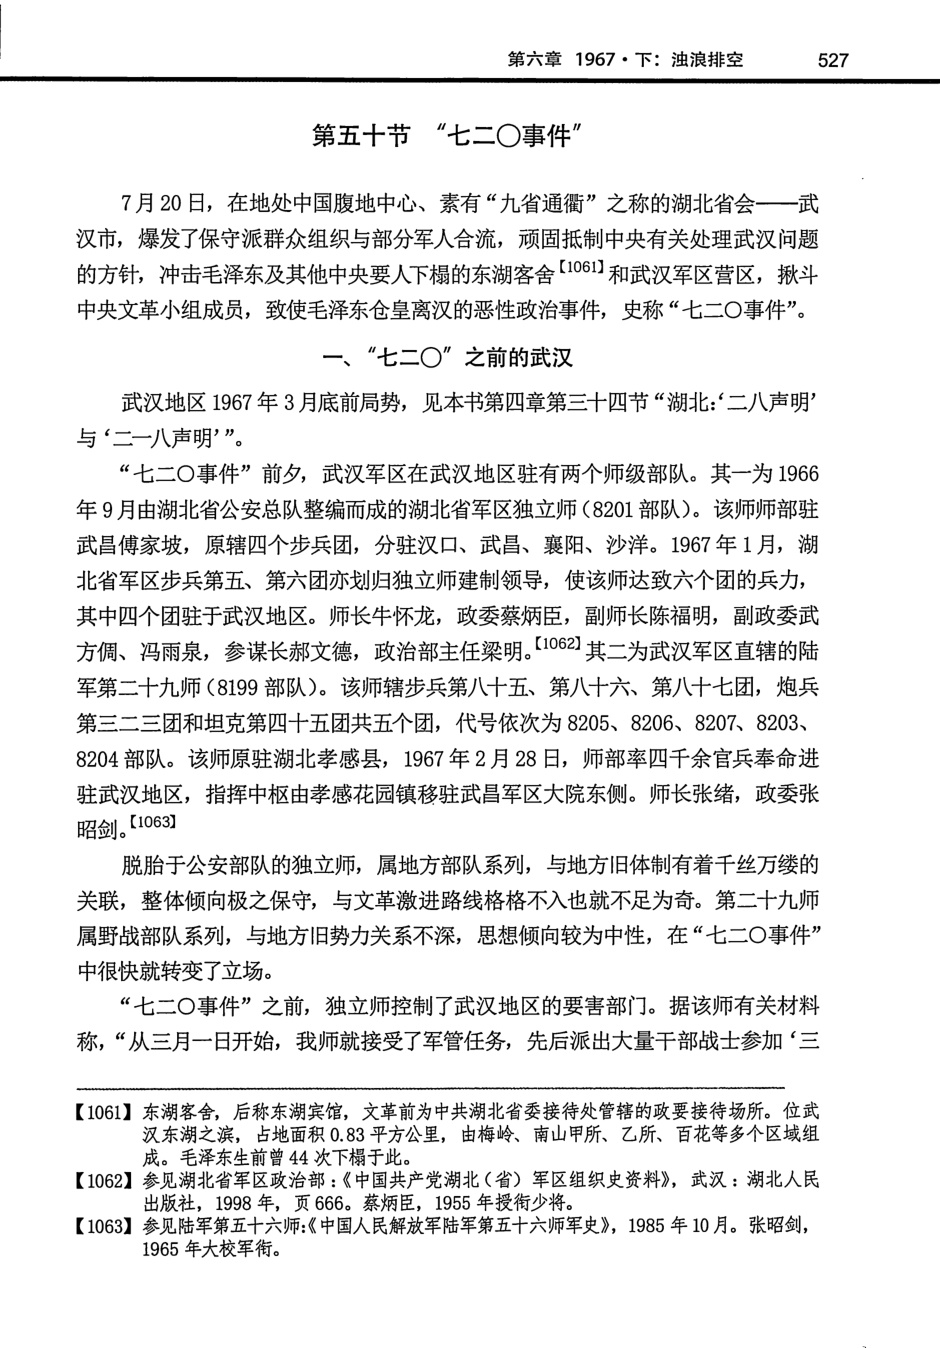 第六章 1967·下：浊浪排空 527
第五十节 “七二〇事件”
7月20日，在地处中国腹地中心、素有“九省通衢”之称的湖北省会——武
汉市，爆发了保守派群众组织与部分军人合流，顽固抵制中央有关处理武汉问题
的方针，冲击毛泽东及其他中央要人下榻的东湖客舍【1061】和武汉军区营区，揪斗
中央文革小组成员，致使毛泽东仓皇离汉的恶性政治事件，史称“七二〇事件”。
一、“七二〇”之前的武汉
武汉地区1967年3月底前局势，见本书第四章第三十四节“湖北：‘二八声明’
与‘二一八声明’”。
“七二〇事件”前夕，武汉军区在武汉地区驻有两个师级部队。其一为1966
年9月由湖北省公安总队整编而成的湖北省军区独立师（8201部队）。该师师部驻
武昌傅家坡，原辖四个步兵团，分驻汉口、武昌、襄阳、沙洋。1967年1月，湖
北省军区步兵第五、第六团亦划归独立师建制领导，使该师达致六个团的兵力，
其中四个团驻于武汉地区。师长牛怀龙，政委蔡炳臣，副师长陈福明，副政委武
方倜、冯雨泉，参谋长郝文德，政治部主任梁明。【1062】其二为武汉军区直辖的陆
军第二十九师（8199部队）。该师辖步兵第八十五、第八十六、第八十七团，炮兵
第三二三团和坦克第四十五团共五个团，代号依次为8205、8206、8207、8203、
8204部队。该师原驻湖北孝感县，1967年2月28日，师部率四千余官兵奉命进
驻武汉地区，指挥中枢由孝感花园镇移驻武昌军区大院东侧。师长张绪，政委张
昭剑。【1063】
脱胎于公安部队的独立师，属地方部队系列，与地方旧体制有着千丝万缕的
关联，整体倾向极之保守，与文革激进路线格格不入也就不足为奇。第二十九师
属野战部队系列，与地方旧势力关系不深，思想倾向较为中性，在“七二〇事件”
中很快就转变了立场。
“七二〇事件”之前，独立师控制了武汉地区的要害部门。据该师有关材料
称，“从三月一日开始，我师就接受了军管任务，先后派出大量干部战士参加‘三
【1061】东湖客舍，后称东湖宾馆，文革前为中共湖北省委接待处管辖的政要接待场所。位武
汉东湖之滨，占地面积0.83平方公里，由梅岭、南山甲所、乙所、百花等多个区域组
成。毛泽东生前曾44次下榻于此。
【1062】参见湖北省军区政治部：《中国共产党湖北（省）军区组织史资料》，武汉：湖北人民
出版社，1998年，页666。蔡炳臣，1955年授衔少将。
【1063】参见陆军第五十六师：《中国人民解放军陆军第五十六师军史》，1985年10月。张昭剑，
1965年大校军衔。